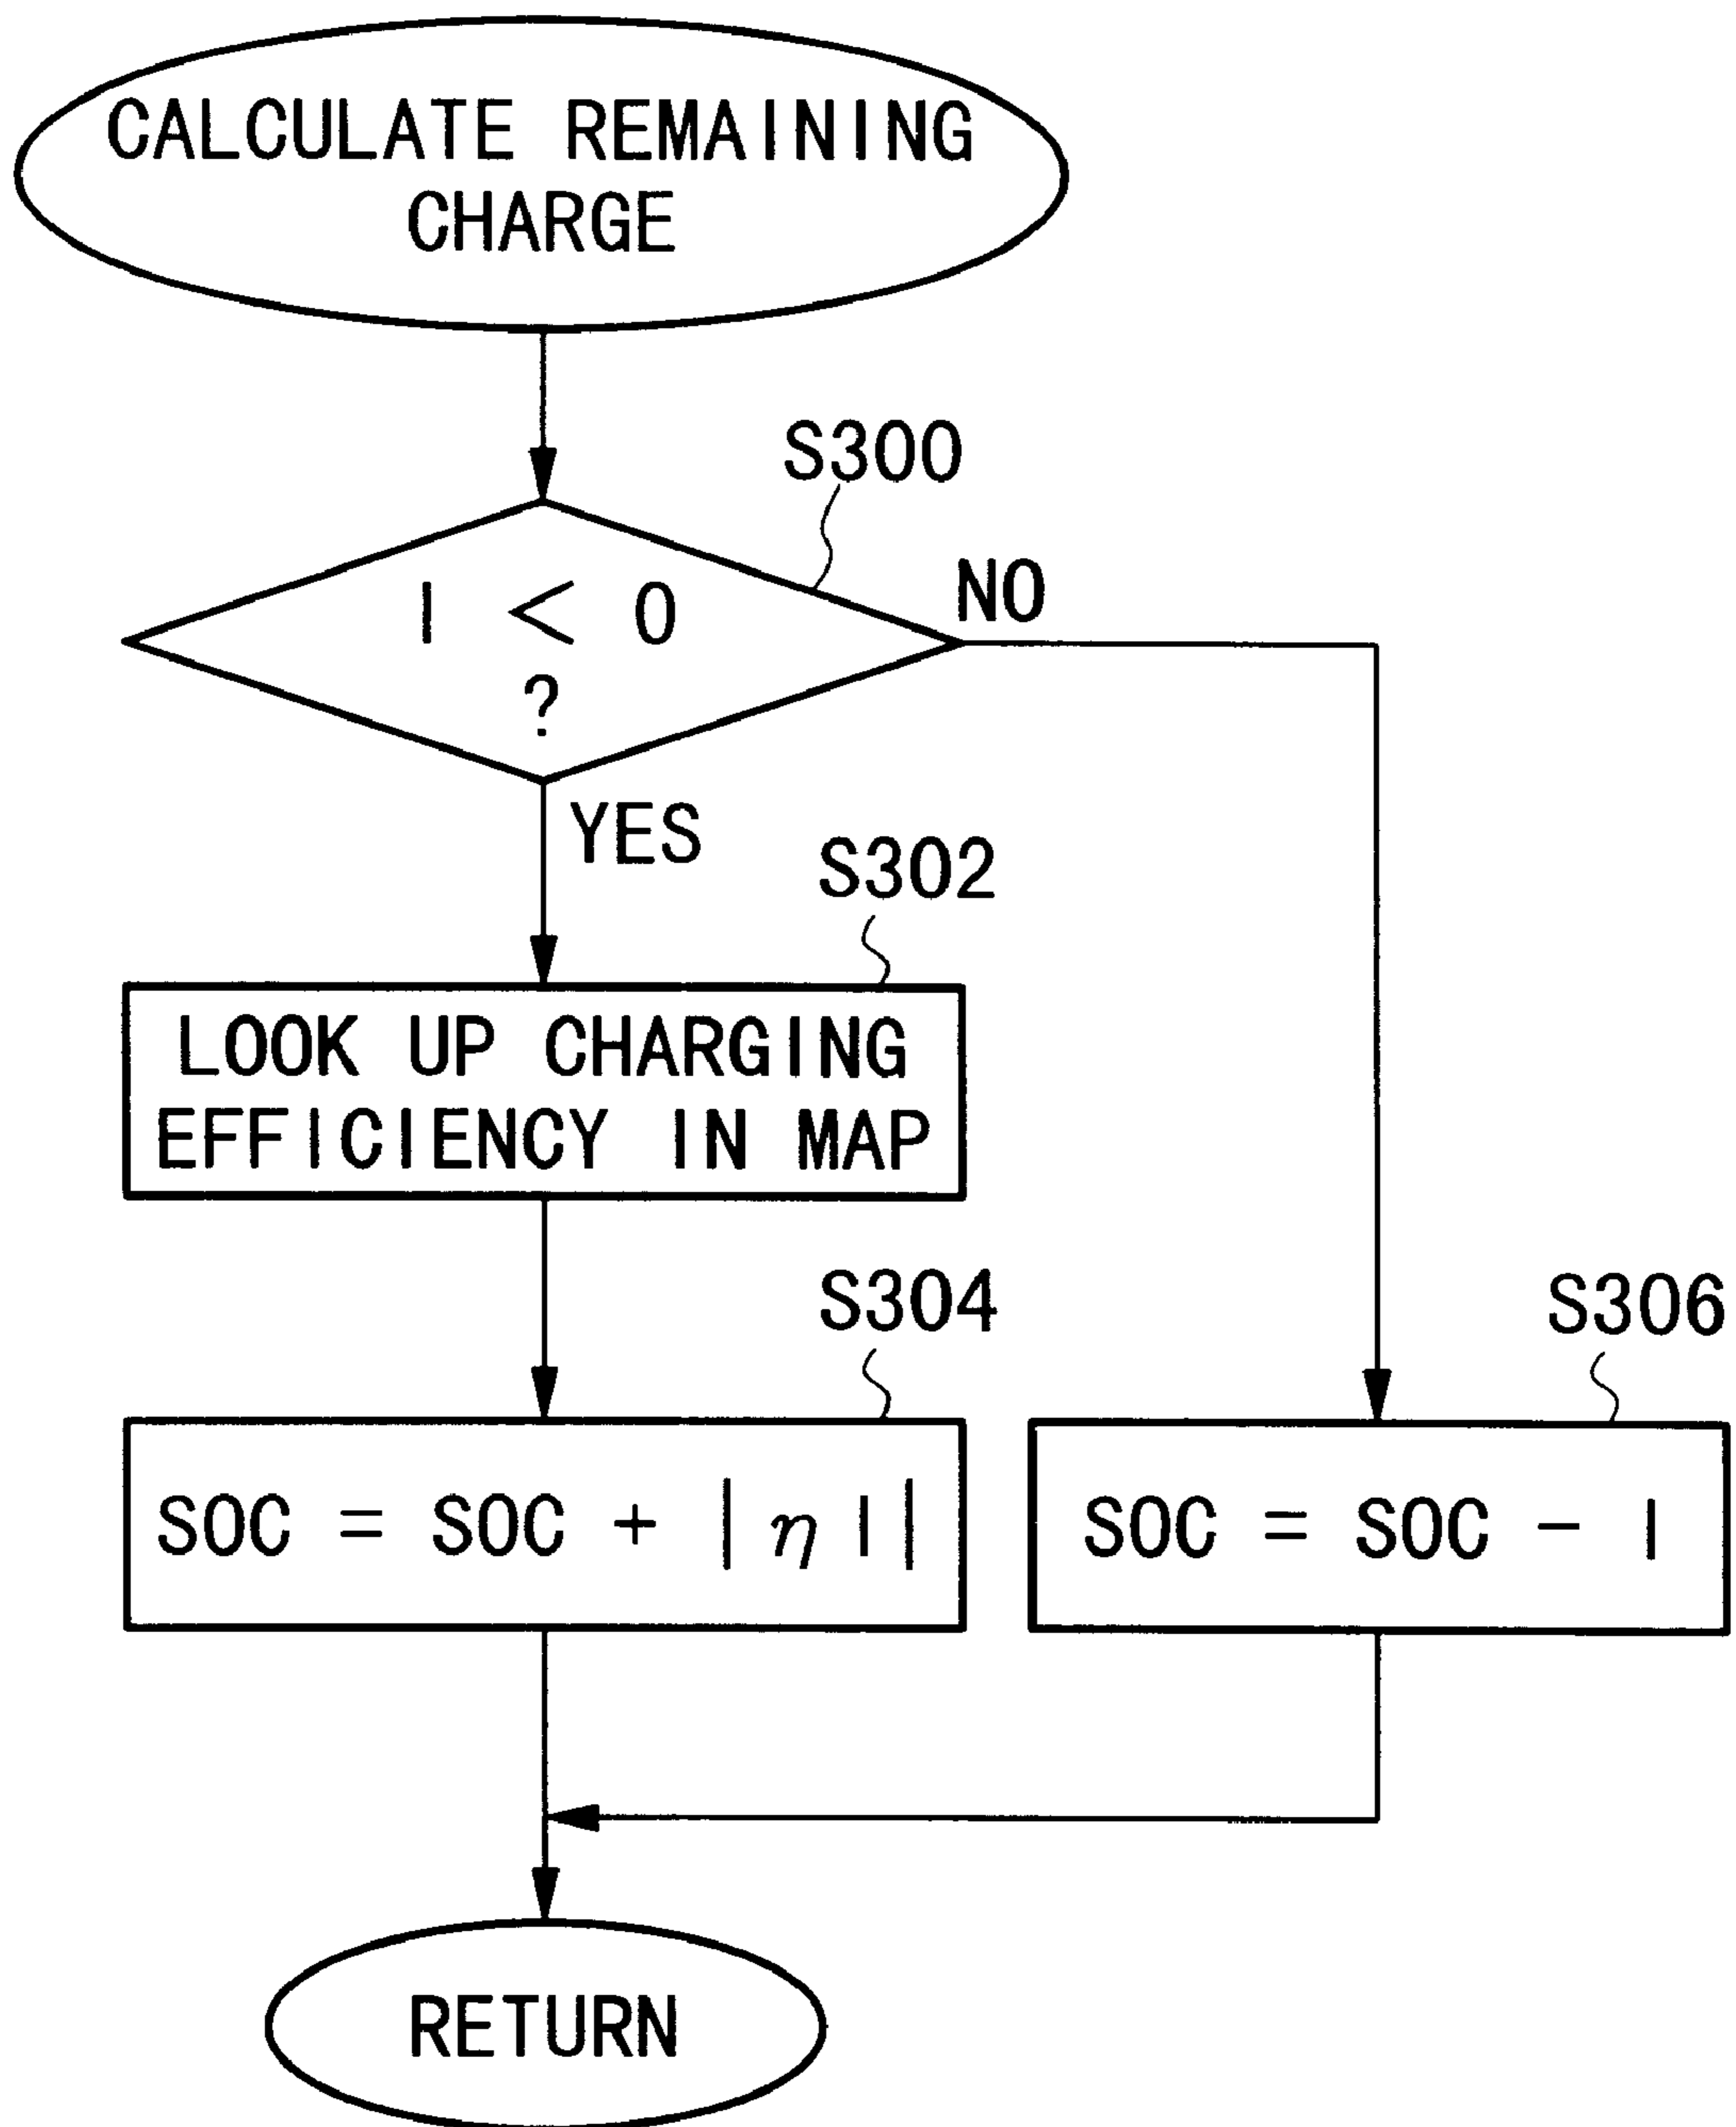 CALCULATE REMAINING
CHARGE
S300
I < 0
?
NO
YES
S302
LOOK UP CHARGING
EFFICIENCY IN MAP
S304
SOC = SOC + |η I|
S306
SOC = SOC - I
RETURN